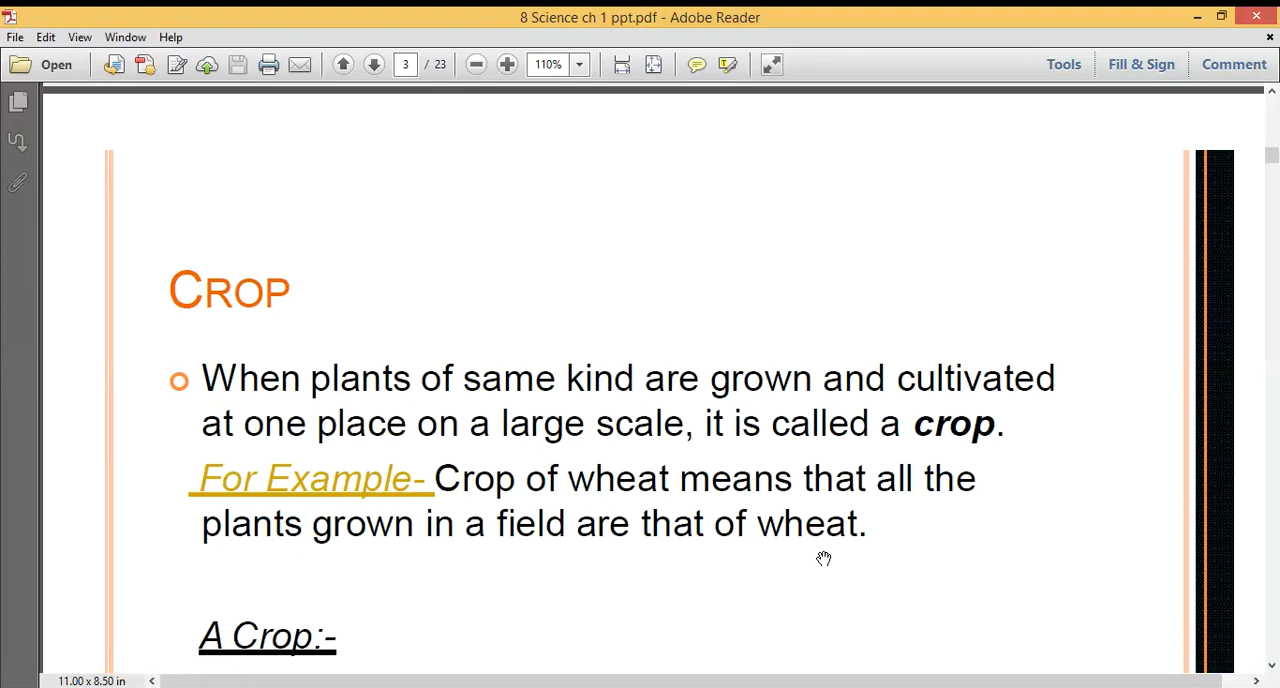 8 Science ch 1 ppt.pdf - Adobe Reader
File Edit View Window Help
Open 3 / 23 110% Tools Fill & Sign Comment
CROP
When plants of same kind are grown and cultivated
at one place on a large scale, it is called a crop.
For Example- Crop of wheat means that all the
plants grown in a field are that of wheat.
A Crop:-
11.00 x 8.50 in